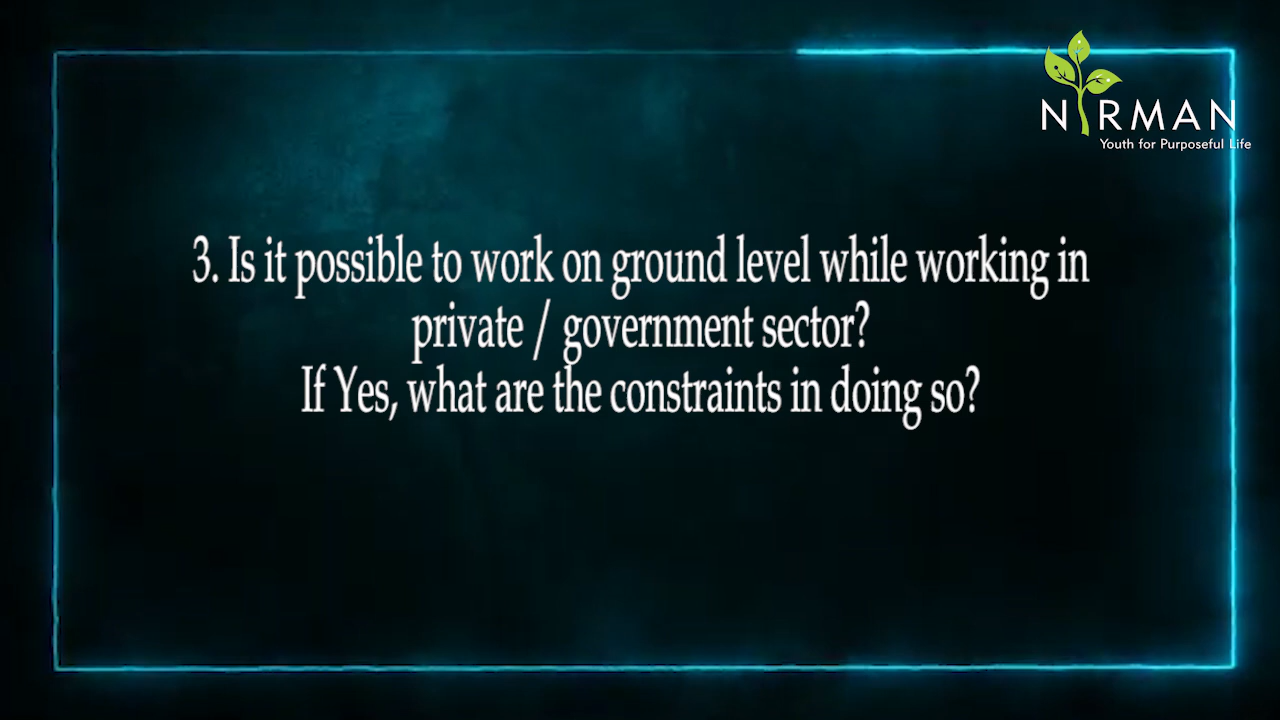 NIRMAN
Youth for Purposeful Life
3. Is it possible to work on ground level while working in
private / government sector?
If Yes, what are the constraints in doing so?